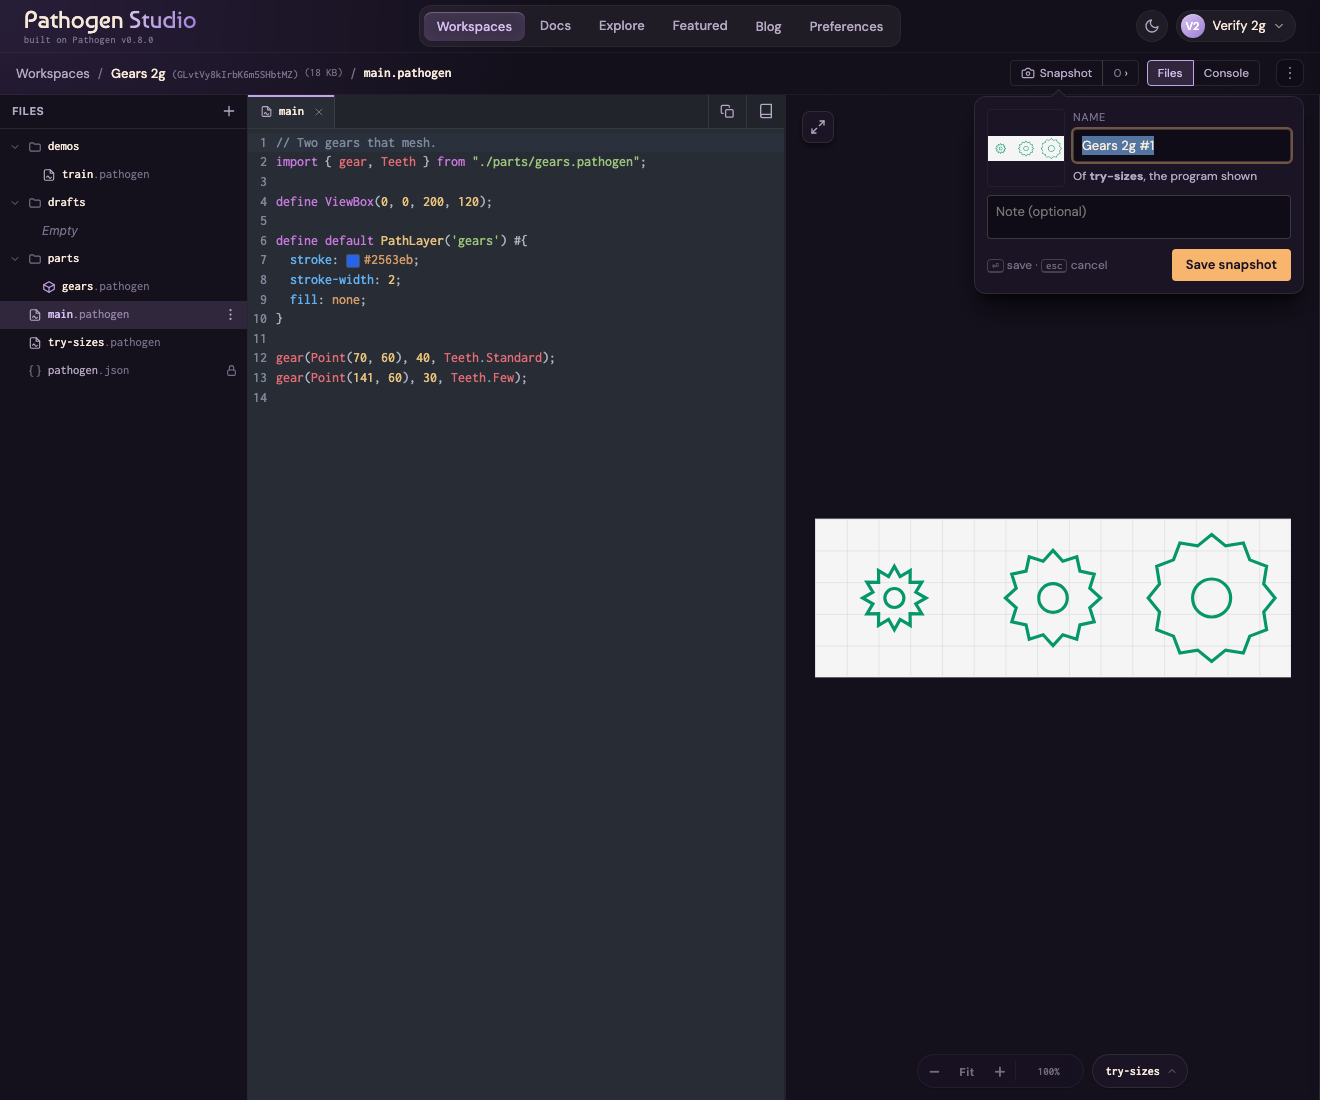 Pathogen Studio
built on Pathogen v0.8.0
Workspaces
Docs
Explore
Featured
Blog
Preferences
V2
Verify 2g
Workspaces / Gears 2g (GLvtVy8kIrbK6m5SHbtMZ) (18 KB) / main.pathogen
Snapshot
0 ›
Files
Console
FILES
demos
train.pathogen
drafts
Empty
parts
gears.pathogen
main.pathogen
try-sizes.pathogen
{} pathogen.json
main
1 // Two gears that mesh.
2 import { gear, Teeth } from "./parts/gears.pathogen";
3
4 define ViewBox(0, 0, 200, 120);
5
6 define default PathLayer('gears') #{
7 stroke: #2563eb;
8 stroke-width: 2;
9 fill: none;
10 }
11
12 gear(Point(70, 60), 40, Teeth.Standard);
13 gear(Point(141, 60), 30, Teeth.Few);
14
NAME
Gears 2g #1
Of try-sizes, the program shown
Note (optional)
⏎ save · esc cancel
Save snapshot
− Fit + 100%
try-sizes